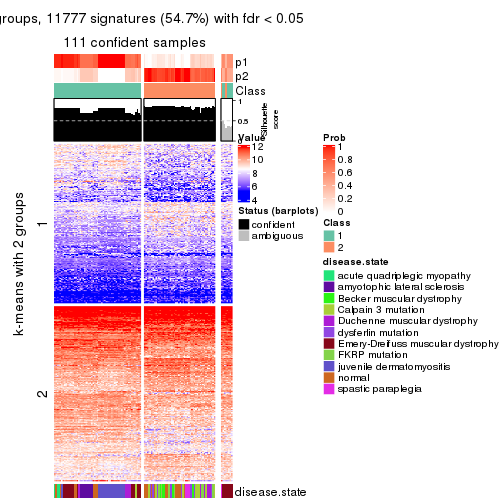 groups, 11777 signatures (54.7%) with fdr < 0.05
111 confident samples
p1
p2
Class
1
0.5
0
Silhouette
score
k-means with 2 groups
1
2
disease.state
Value
12
10
8
6
4
Status (barplots)
confident
ambiguous
Prob
1
0.8
0.6
0.4
0.2
0
Class
1
2
disease.state
acute quadriplegic myopathy
amyotrophic lateral sclerosis
Becker muscular dystrophy
Calpain 3 mutation
Duchenne muscular dystrophy
dysferlin mutation
Emery-Dreifuss muscular dystrophy
FKRP mutation
juvenile dermatomyositis
normal
spastic paraplegia